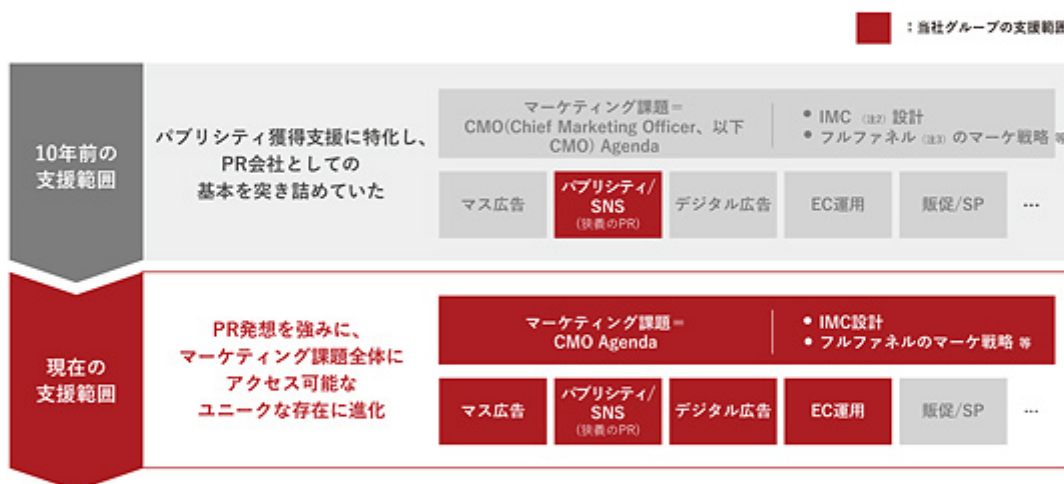 ：当社グループの支援範囲
10年前の
支援範囲
パブリシティ獲得支援に特化し、
PR会社としての
基本を突き詰めていた
マーケティング課題＝
CMO(Chief Marketing Officer、以下
CMO) Agenda
• IMC (注2) 設計
• フルファネル (注3) のマーケ戦略 等
マス広告
パブリシティ/
SNS
(狭義のPR)
デジタル広告
EC運用
販促/SP
…
現在の
支援範囲
PR発想を強みに、
マーケティング課題全体に
アクセス可能な
ユニークな存在に進化
マーケティング課題＝
CMO Agenda
• IMC設計
• フルファネルのマーケ戦略 等
マス広告
パブリシティ/
SNS
(狭義のPR)
デジタル広告
EC運用
販促/SP
…